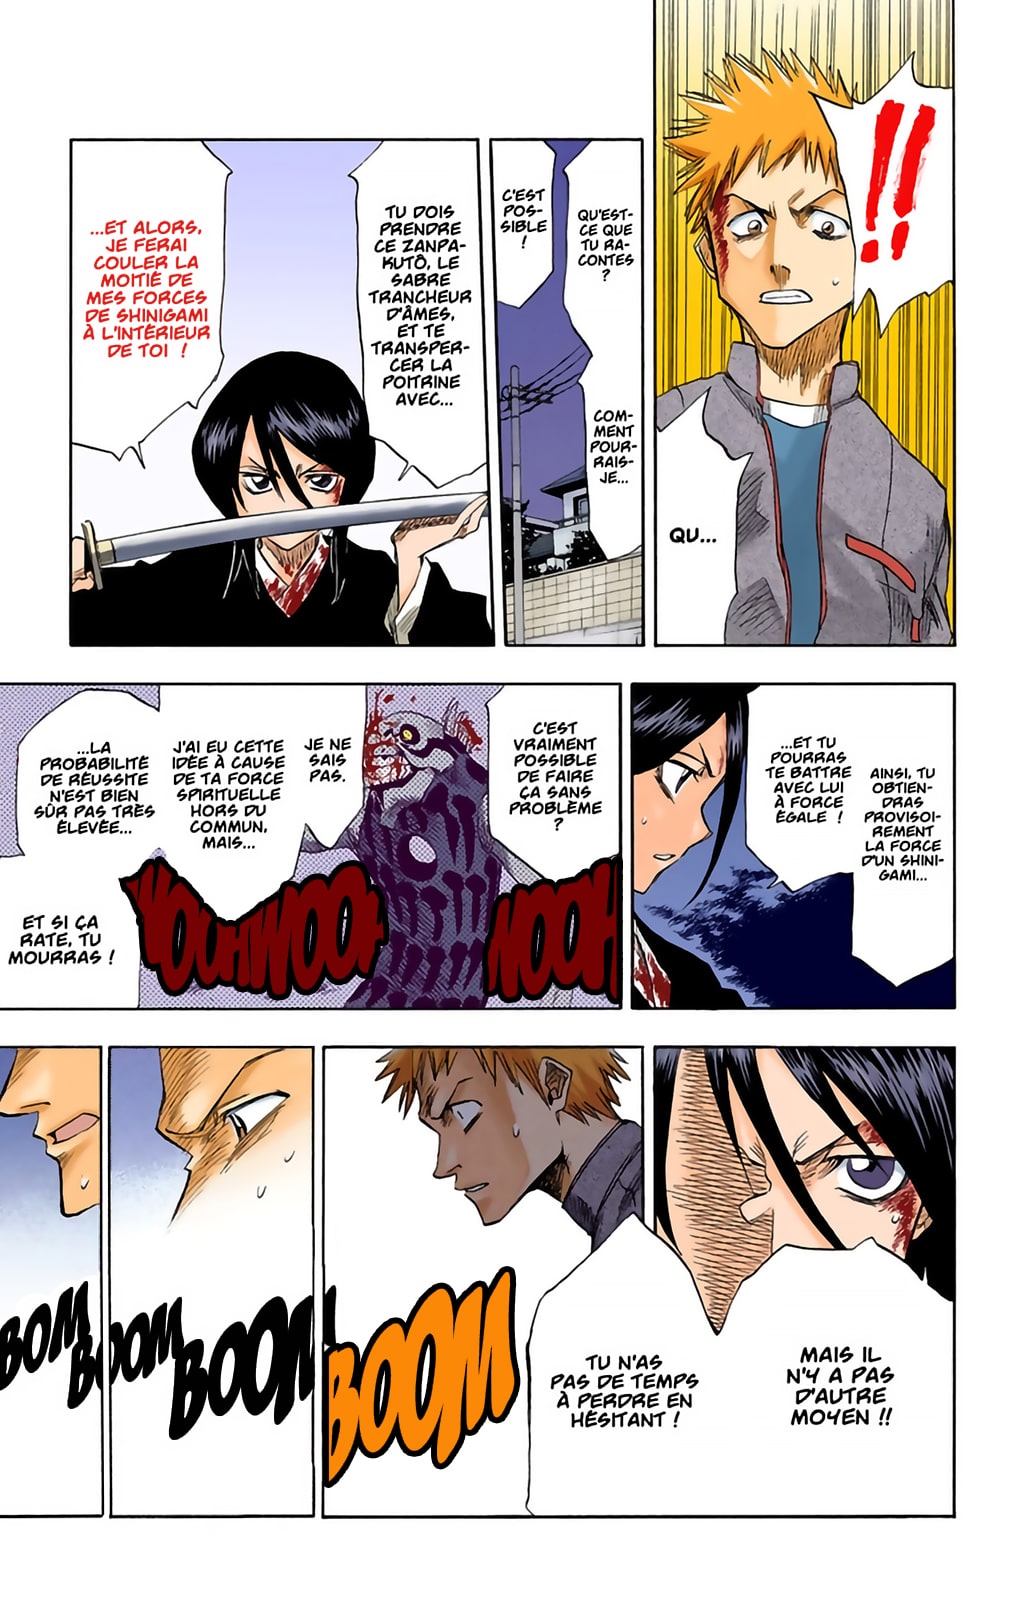 !!
QU...
QU'EST-
CE QUE
TU RA-
CONTES
?
C'EST
POS-
SIBLE
!
COM-
MENT
POUR-
RAIS-
JE...
TU DOIS
PRENDRE
CE ZANPA-
KUTÔ, LE
SABRE
TRANCHEUR
D'ÂMES,
ET TE
TRANSPER-
CER LA
POITRINE
AVEC...
...ET ALORS,
JE FERAI
COULER LA
MOITIÉ DE
MES FORCES
DE SHINIGAMI
À L'INTÉRIEUR
DE TOI !
AINSI, TU
OBTIEN-
DRAS
PROVISOI-
REMENT
LA FORCE
D'UN SHINI-
GAMI...
...ET TU
POURRAS
TE BATTRE
AVEC LUI
À FORCE
ÉGALE !
C'EST
VRAIMENT
POSSIBLE
DE FAIRE
ÇA SANS
PROBLÈME
?
JE NE
SAIS
PAS.
J'AI EU CETTE
IDÉE À CAUSE
DE TA FORCE
SPIRITUELLE
HORS DU
COMMUN,
MAIS...
...LA
PROBABILITÉ
DE RÉUSSITE
N'EST BIEN
SÛR PAS TRÈS
ÉLEVÉE...
ET SI ÇA
RATE, TU
MOURRAS !
YOUHWOOH
WOOH
MAIS IL
N'Y A PAS
D'AUTRE
MOYEN !!
TU N'AS
PAS DE TEMPS
À PERDRE EN
HÉSITANT !
BOOM
BOOM
BOOM
BOM